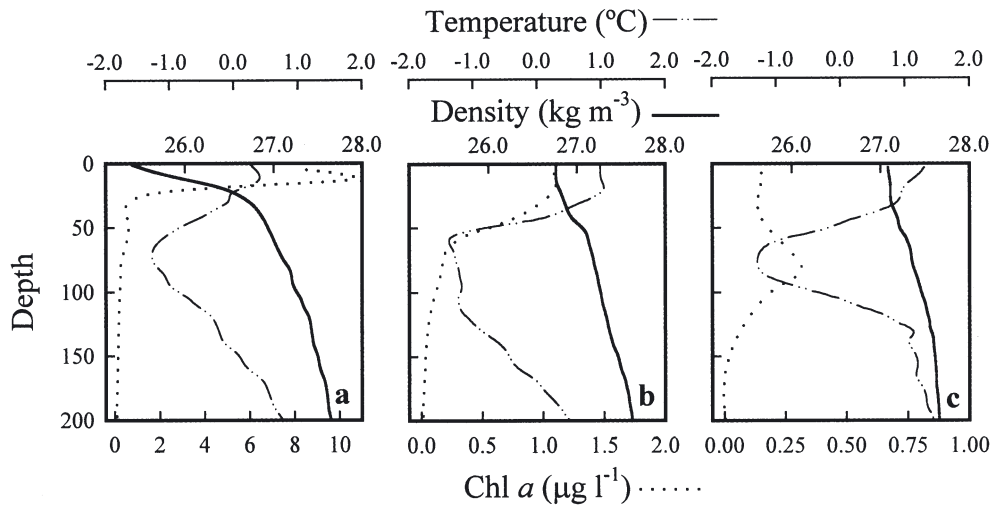 Temperature (ºC)
-2.0 -1.0 0.0 1.0 2.0 -2.0 -1.0 0.0 1.0 2.0 -2.0 -1.0 0.0 1.0 2.0
Density (kg m-3)
26.0 27.0 28.0 26.0 27.0 28.0 26.0 27.0 28.0
0
50
100
150
200
Depth
a b c
0 2 4 6 8 10 0.0 0.5 1.0 1.5 2.0 0.00 0.25 0.50 0.75 1.00
Chl a (µg l-1)